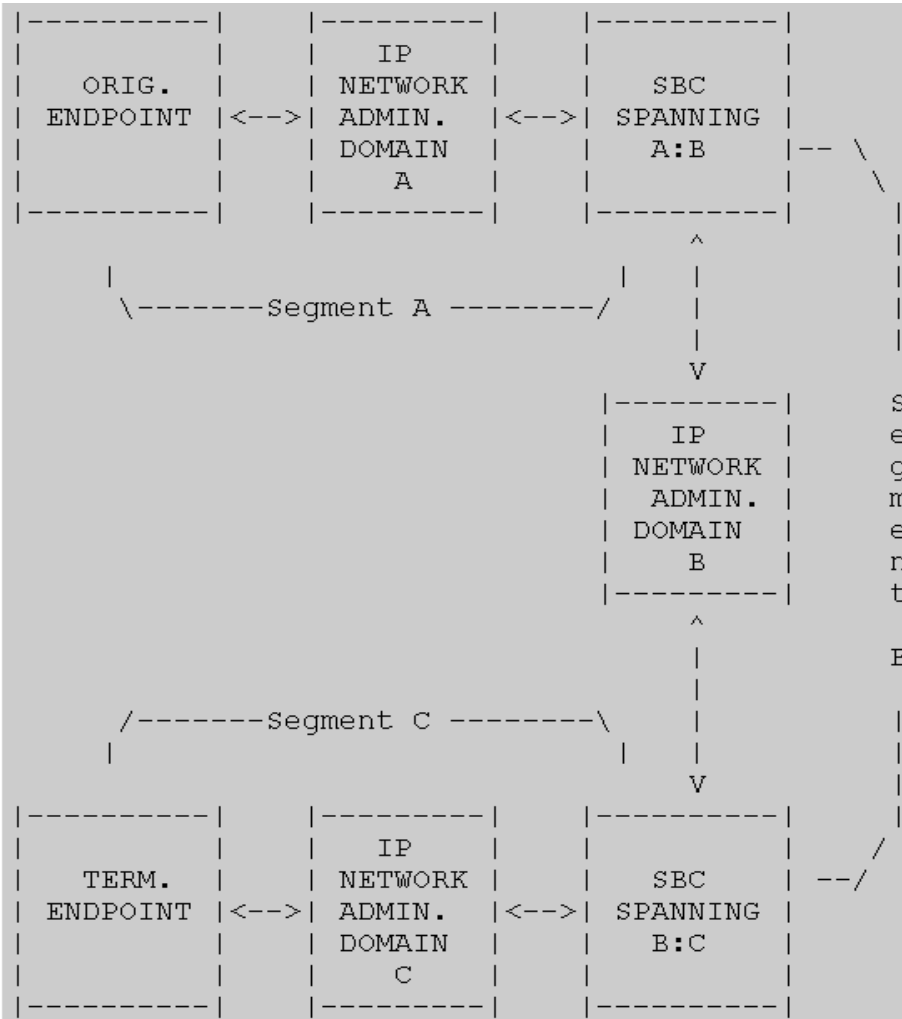 |----------|     |---------|     |----------|
|          |     |   IP    |     |          |
|   ORIG.  |     | NETWORK |     |   SBC    |
| ENDPOINT |<-->| ADMIN.  |<-->| SPANNING |
|          |     | DOMAIN  |     |   A:B    |-- \
|          |     |    A    |     |          |    \
|----------|     |---------|     |----------|     |
^ |
| | | |
\-------Segment A --------/ | |
| |
V
|---------| S
|   IP    | e
| NETWORK | g
|  ADMIN. | m
| DOMAIN  | e
|    B    | n
|---------| t
^
| B
|
/-------Segment C --------\ | |
| | | |
V |
|----------|     |---------|     |----------|     |
|          |     |   IP    |     |          |    /
|   TERM.  |     | NETWORK |     |   SBC    | --/
| ENDPOINT |<-->| ADMIN.  |<-->| SPANNING |
|          |     | DOMAIN  |     |   B:C    |
|          |     |    C    |     |          |
|----------|     |---------|     |----------|